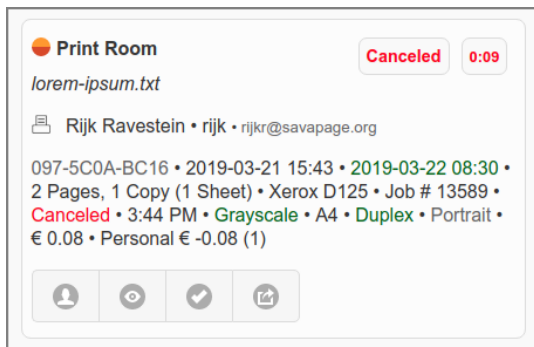 Print Room
Canceled
0:09
lorem-ipsum.txt
Rijk Ravestein • rijk • rijkr@savapage.org
097-5C0A-BC16 • 2019-03-21 15:43 • 2019-03-22 08:30 •
2 Pages, 1 Copy (1 Sheet) • Xerox D125 • Job # 13589 •
Canceled • 3:44 PM • Grayscale • A4 • Duplex • Portrait •
€ 0.08 • Personal € -0.08 (1)